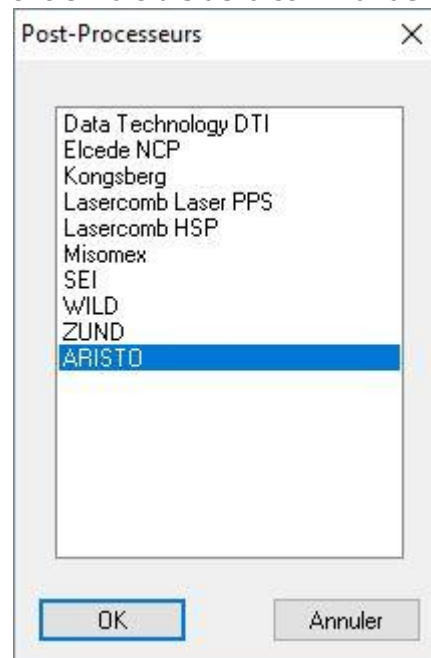 Post-Processeurs
Data Technology DTI
Elcede NCP
Kongsberg
Lasercomb Laser PPS
Lasercomb HSP
Misomex
SEI
WILD
ZUND
ARISTO
OK
Annuler